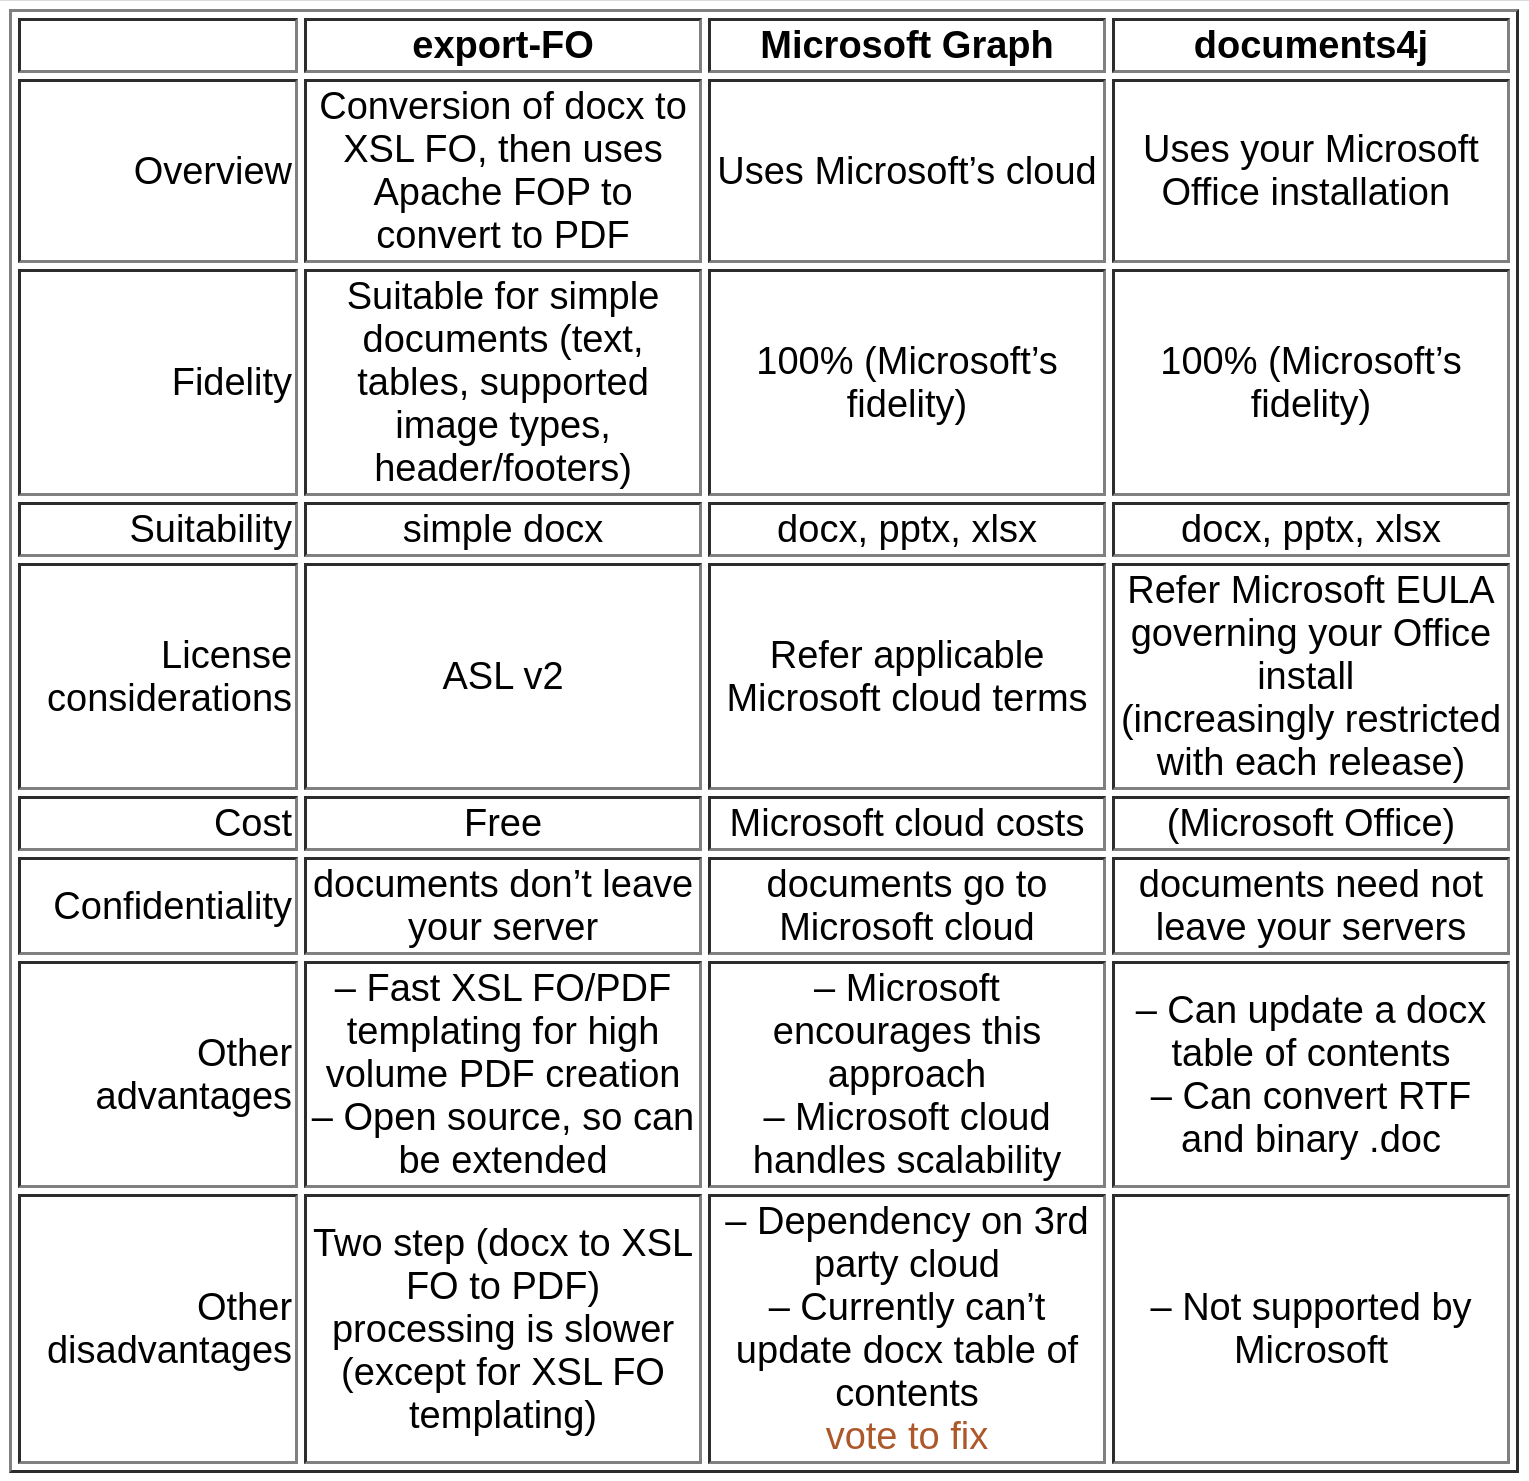 export-FO
Microsoft Graph
documents4j
Overview
Conversion of docx to
XSL FO, then uses
Apache FOP to
convert to PDF
Uses Microsoft’s cloud
Uses your Microsoft
Office installation
Fidelity
Suitable for simple
documents (text,
tables, supported
image types,
header/footers)
100% (Microsoft’s
fidelity)
100% (Microsoft’s
fidelity)
Suitability
simple docx
docx, pptx, xlsx
docx, pptx, xlsx
License
considerations
ASL v2
Refer applicable
Microsoft cloud terms
Refer Microsoft EULA
governing your Office
install
(increasingly restricted
with each release)
Cost
Free
Microsoft cloud costs
(Microsoft Office)
Confidentiality
documents don’t leave
your server
documents go to
Microsoft cloud
documents need not
leave your servers
Other
advantages
– Fast XSL FO/PDF
templating for high
volume PDF creation
– Open source, so can
be extended
– Microsoft
encourages this
approach
– Microsoft cloud
handles scalability
– Can update a docx
table of contents
– Can convert RTF
and binary .doc
Other
disadvantages
Two step (docx to XSL
FO to PDF)
processing is slower
(except for XSL FO
templating)
– Dependency on 3rd
party cloud
– Currently can’t
update docx table of
contents
vote to fix
– Not supported by
Microsoft